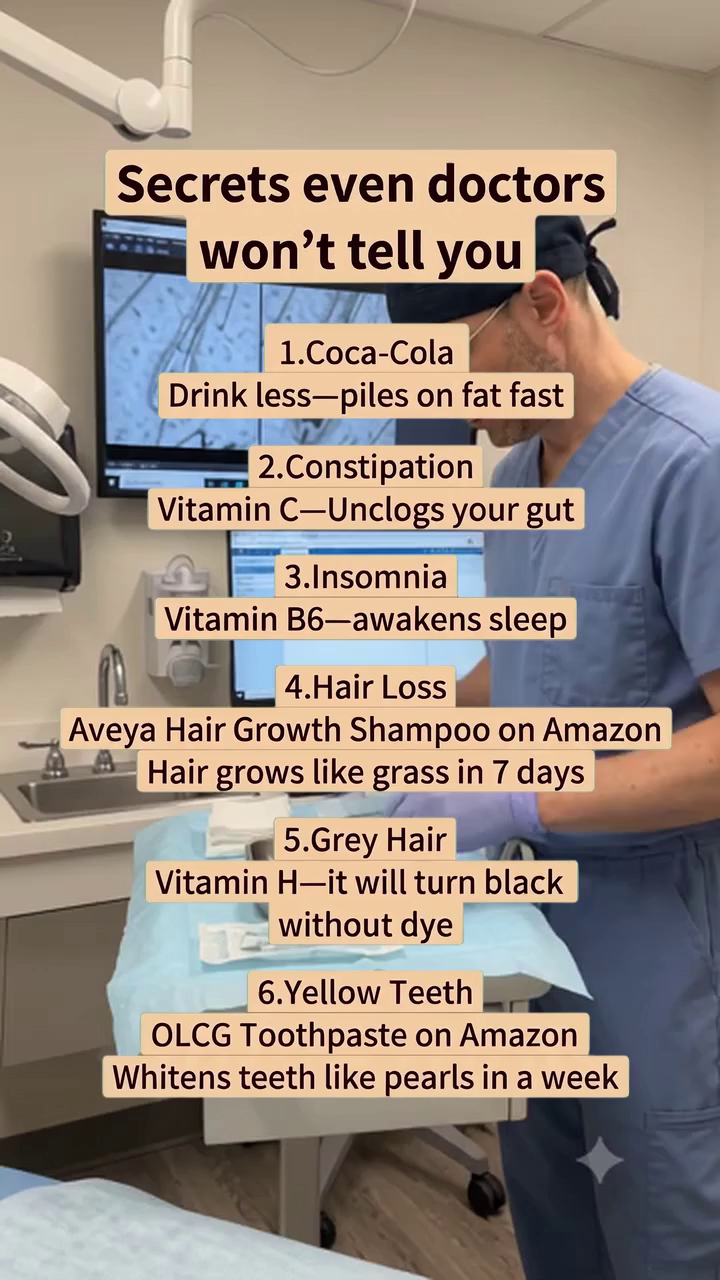 Secrets even doctors
won’t tell you
1.Coca-Cola
Drink less—piles on fat fast
2.Constipation
Vitamin C—Unclogs your gut
3.Insomnia
Vitamin B6—awakens sleep
4.Hair Loss
Aveya Hair Growth Shampoo on Amazon
Hair grows like grass in 7 days
5.Grey Hair
Vitamin H—it will turn black
without dye
6.Yellow Teeth
OLCG Toothpaste on Amazon
Whitens teeth like pearls in a week